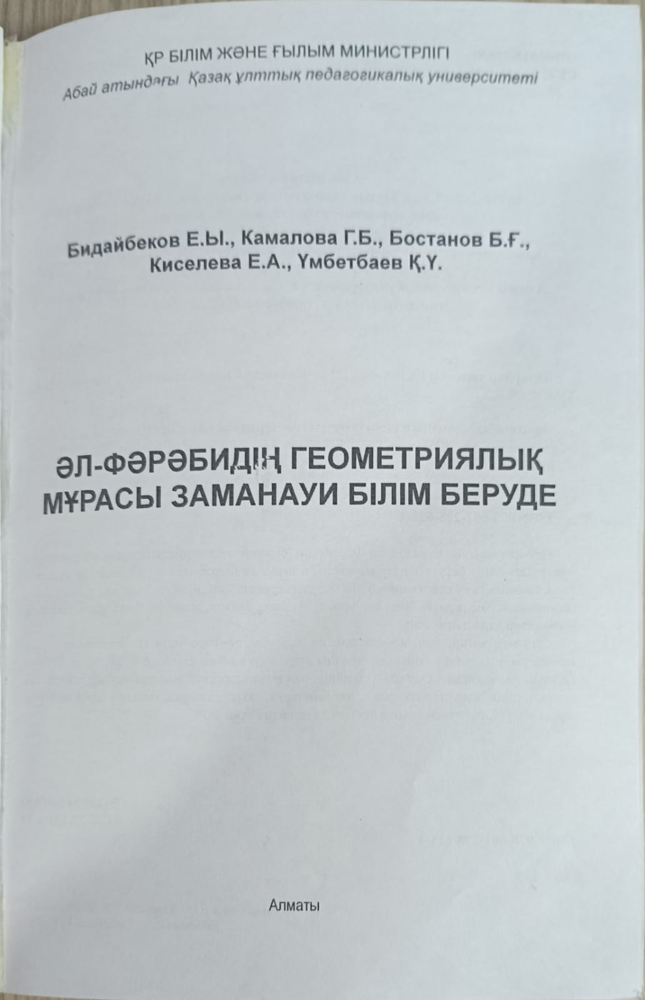 ҚР БІЛІМ ЖӘНЕ ҒЫЛЫМ МИНИСТРЛІГІ
Абай атындағы Қазақ ұлттық педагогикалық университеті
Бидайбеков Е.Ы., Камалова Г.Б., Бостанов Б.Ғ.,
Киселева Е.А., Үмбетбаев Қ.Ү.
ӘЛ-ФӘРӘБИДІҢ ГЕОМЕТРИЯЛЫҚ
МҰРАСЫ ЗАМАНАУИ БІЛІМ БЕРУДЕ
Алматы